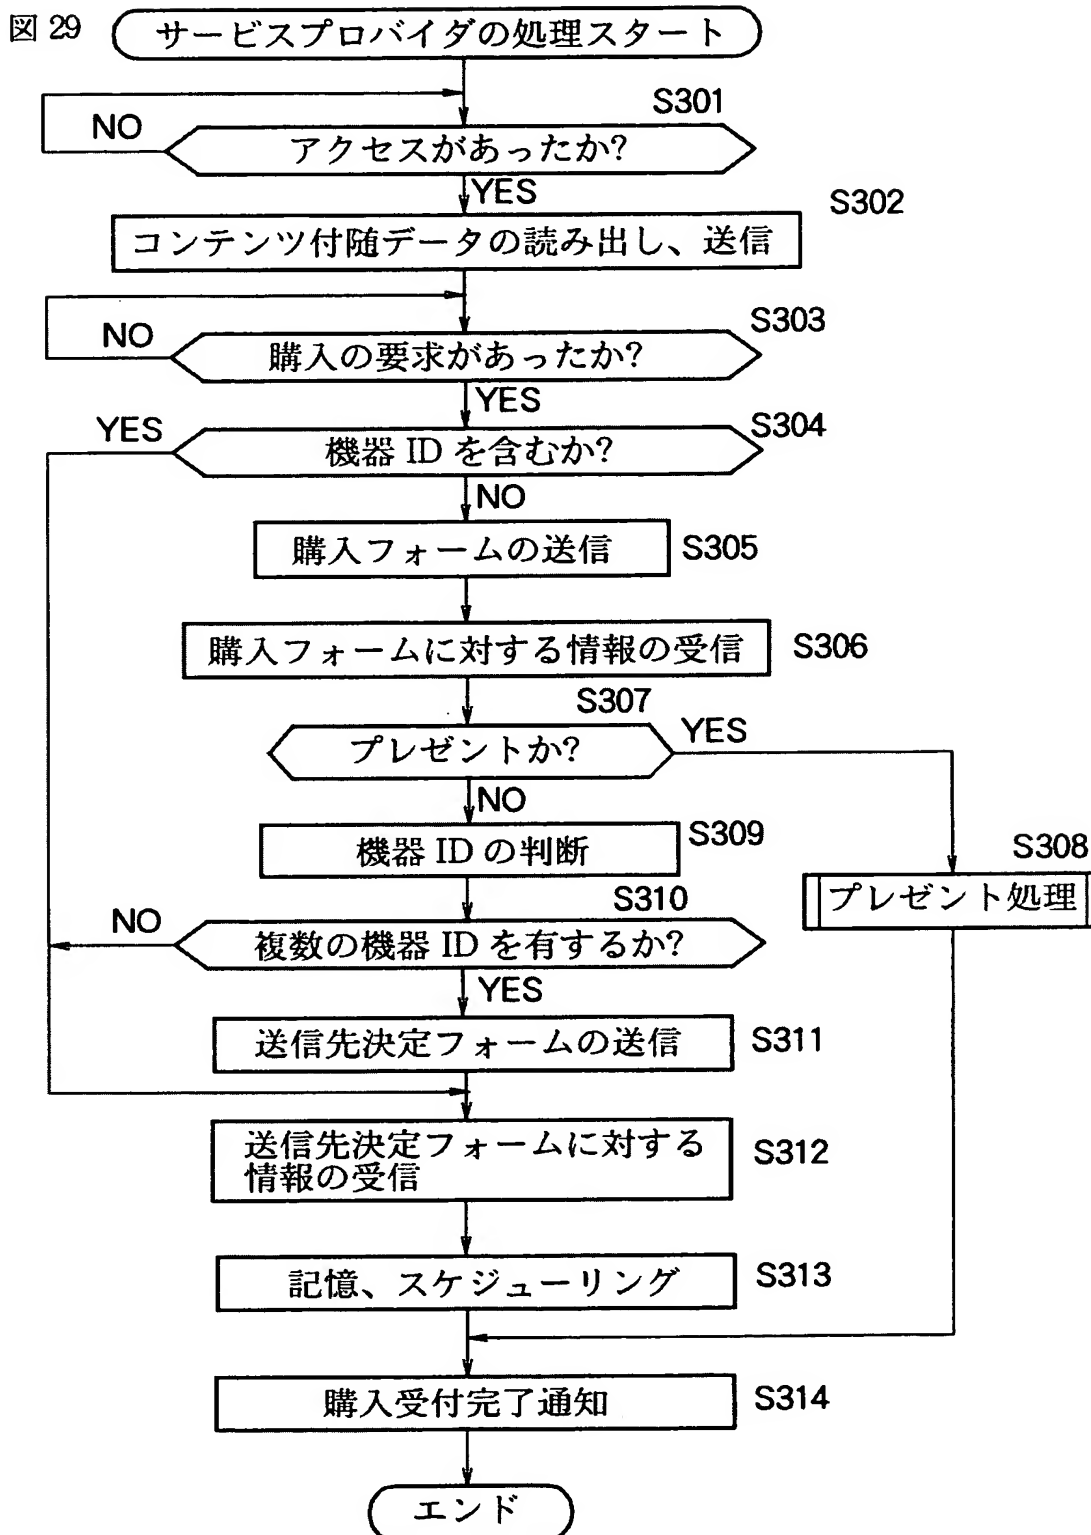 図 29
サービスプロバイダの処理スタート
S301
NO
アクセスがあったか?
YES
S302
コンテンツ付随データの読み出し、送信
S303
NO
購入の要求があったか?
YES
YES
S304
機器 ID を含むか?
NO
購入フォームの送信
S305
購入フォームに対する情報の受信
S306
S307
プレゼントか?
YES
NO
機器 ID の判断
S309
S308
プレゼント処理
S310
NO
複数の機器 ID を有するか?
YES
送信先決定フォームの送信
S311
送信先決定フォームに対する
情報の受信
S312
記憶、スケジューリング
S313
購入受付完了通知
S314
エンド